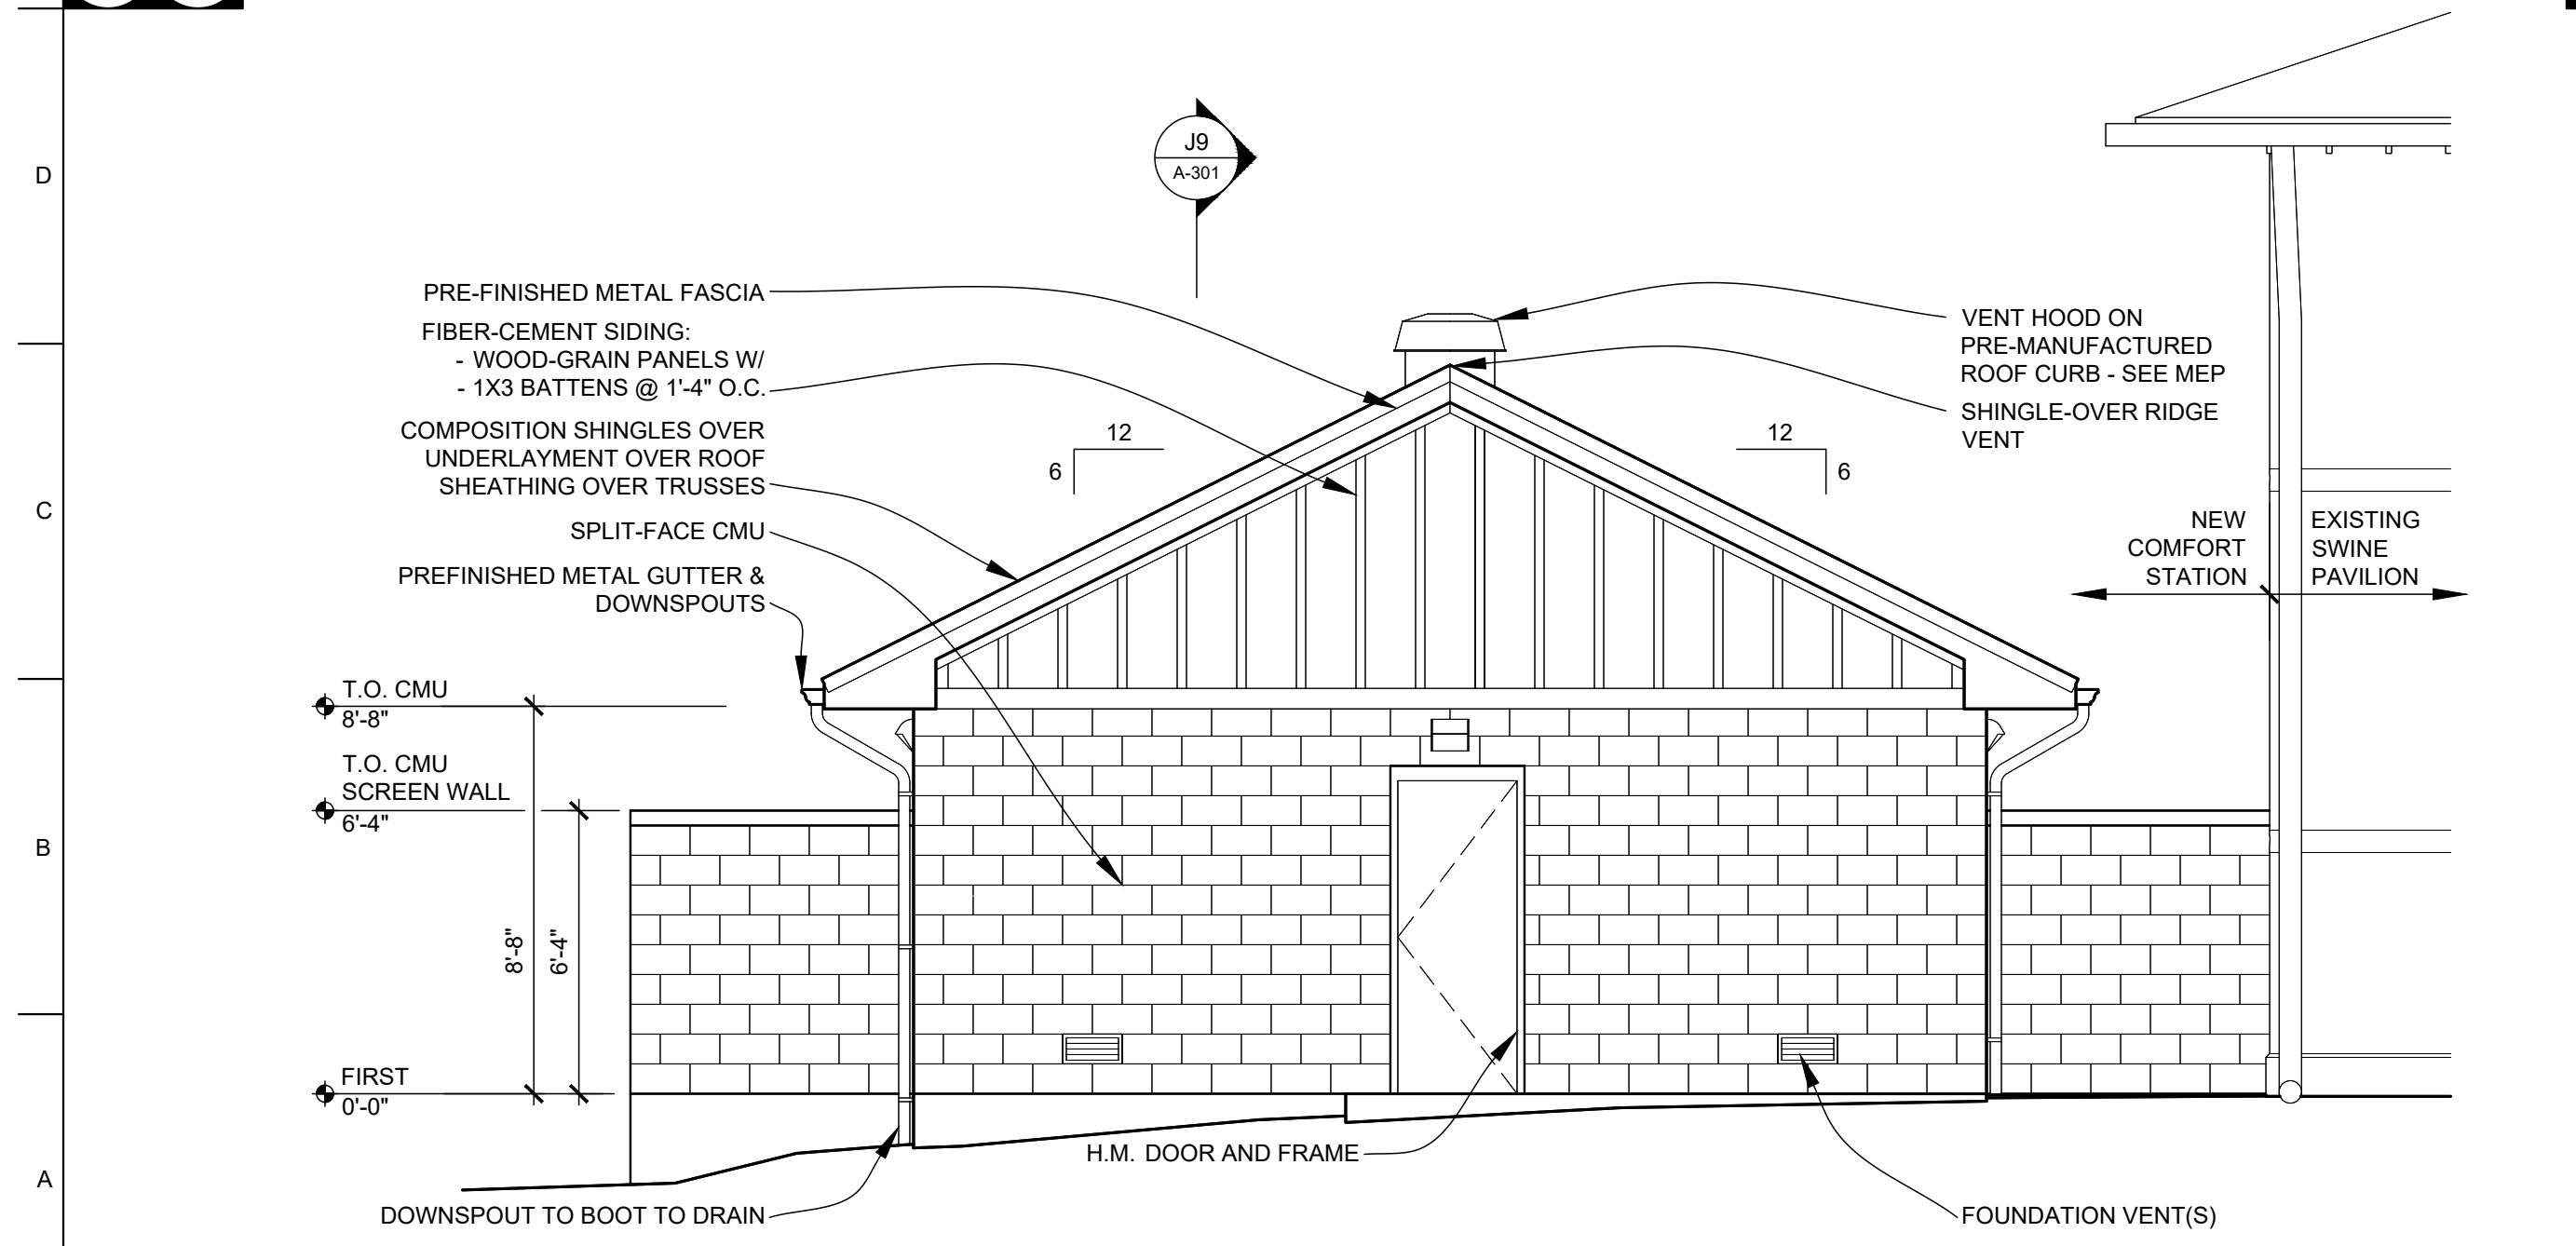 J9
A-301
PRE-FINISHED METAL FASCIA
FIBER-CEMENT SIDING:
- WOOD-GRAIN PANELS W/
- 1X3 BATTENS @ 1'-4" O.C.
COMPOSITION SHINGLES OVER
UNDERLAYMENT OVER ROOF
SHEATHING OVER TRUSSES
SPLIT-FACE CMU
PREFINISHED METAL GUTTER &
DOWNSPOUTS
12
6
12
6
VENT HOOD ON
PRE-MANUFACTURED
ROOF CURB - SEE MEP
SHINGLE-OVER RIDGE
VENT
NEW
COMFORT
STATION
EXISTING
SWINE
PAVILION
T.O. CMU
8'-8"
T.O. CMU
SCREEN WALL
6'-4"
8'-8"
6'-4"
FIRST
0'-0"
H.M. DOOR AND FRAME
DOWNSPOUT TO BOOT TO DRAIN
FOUNDATION VENT(S)
D
C
B
A